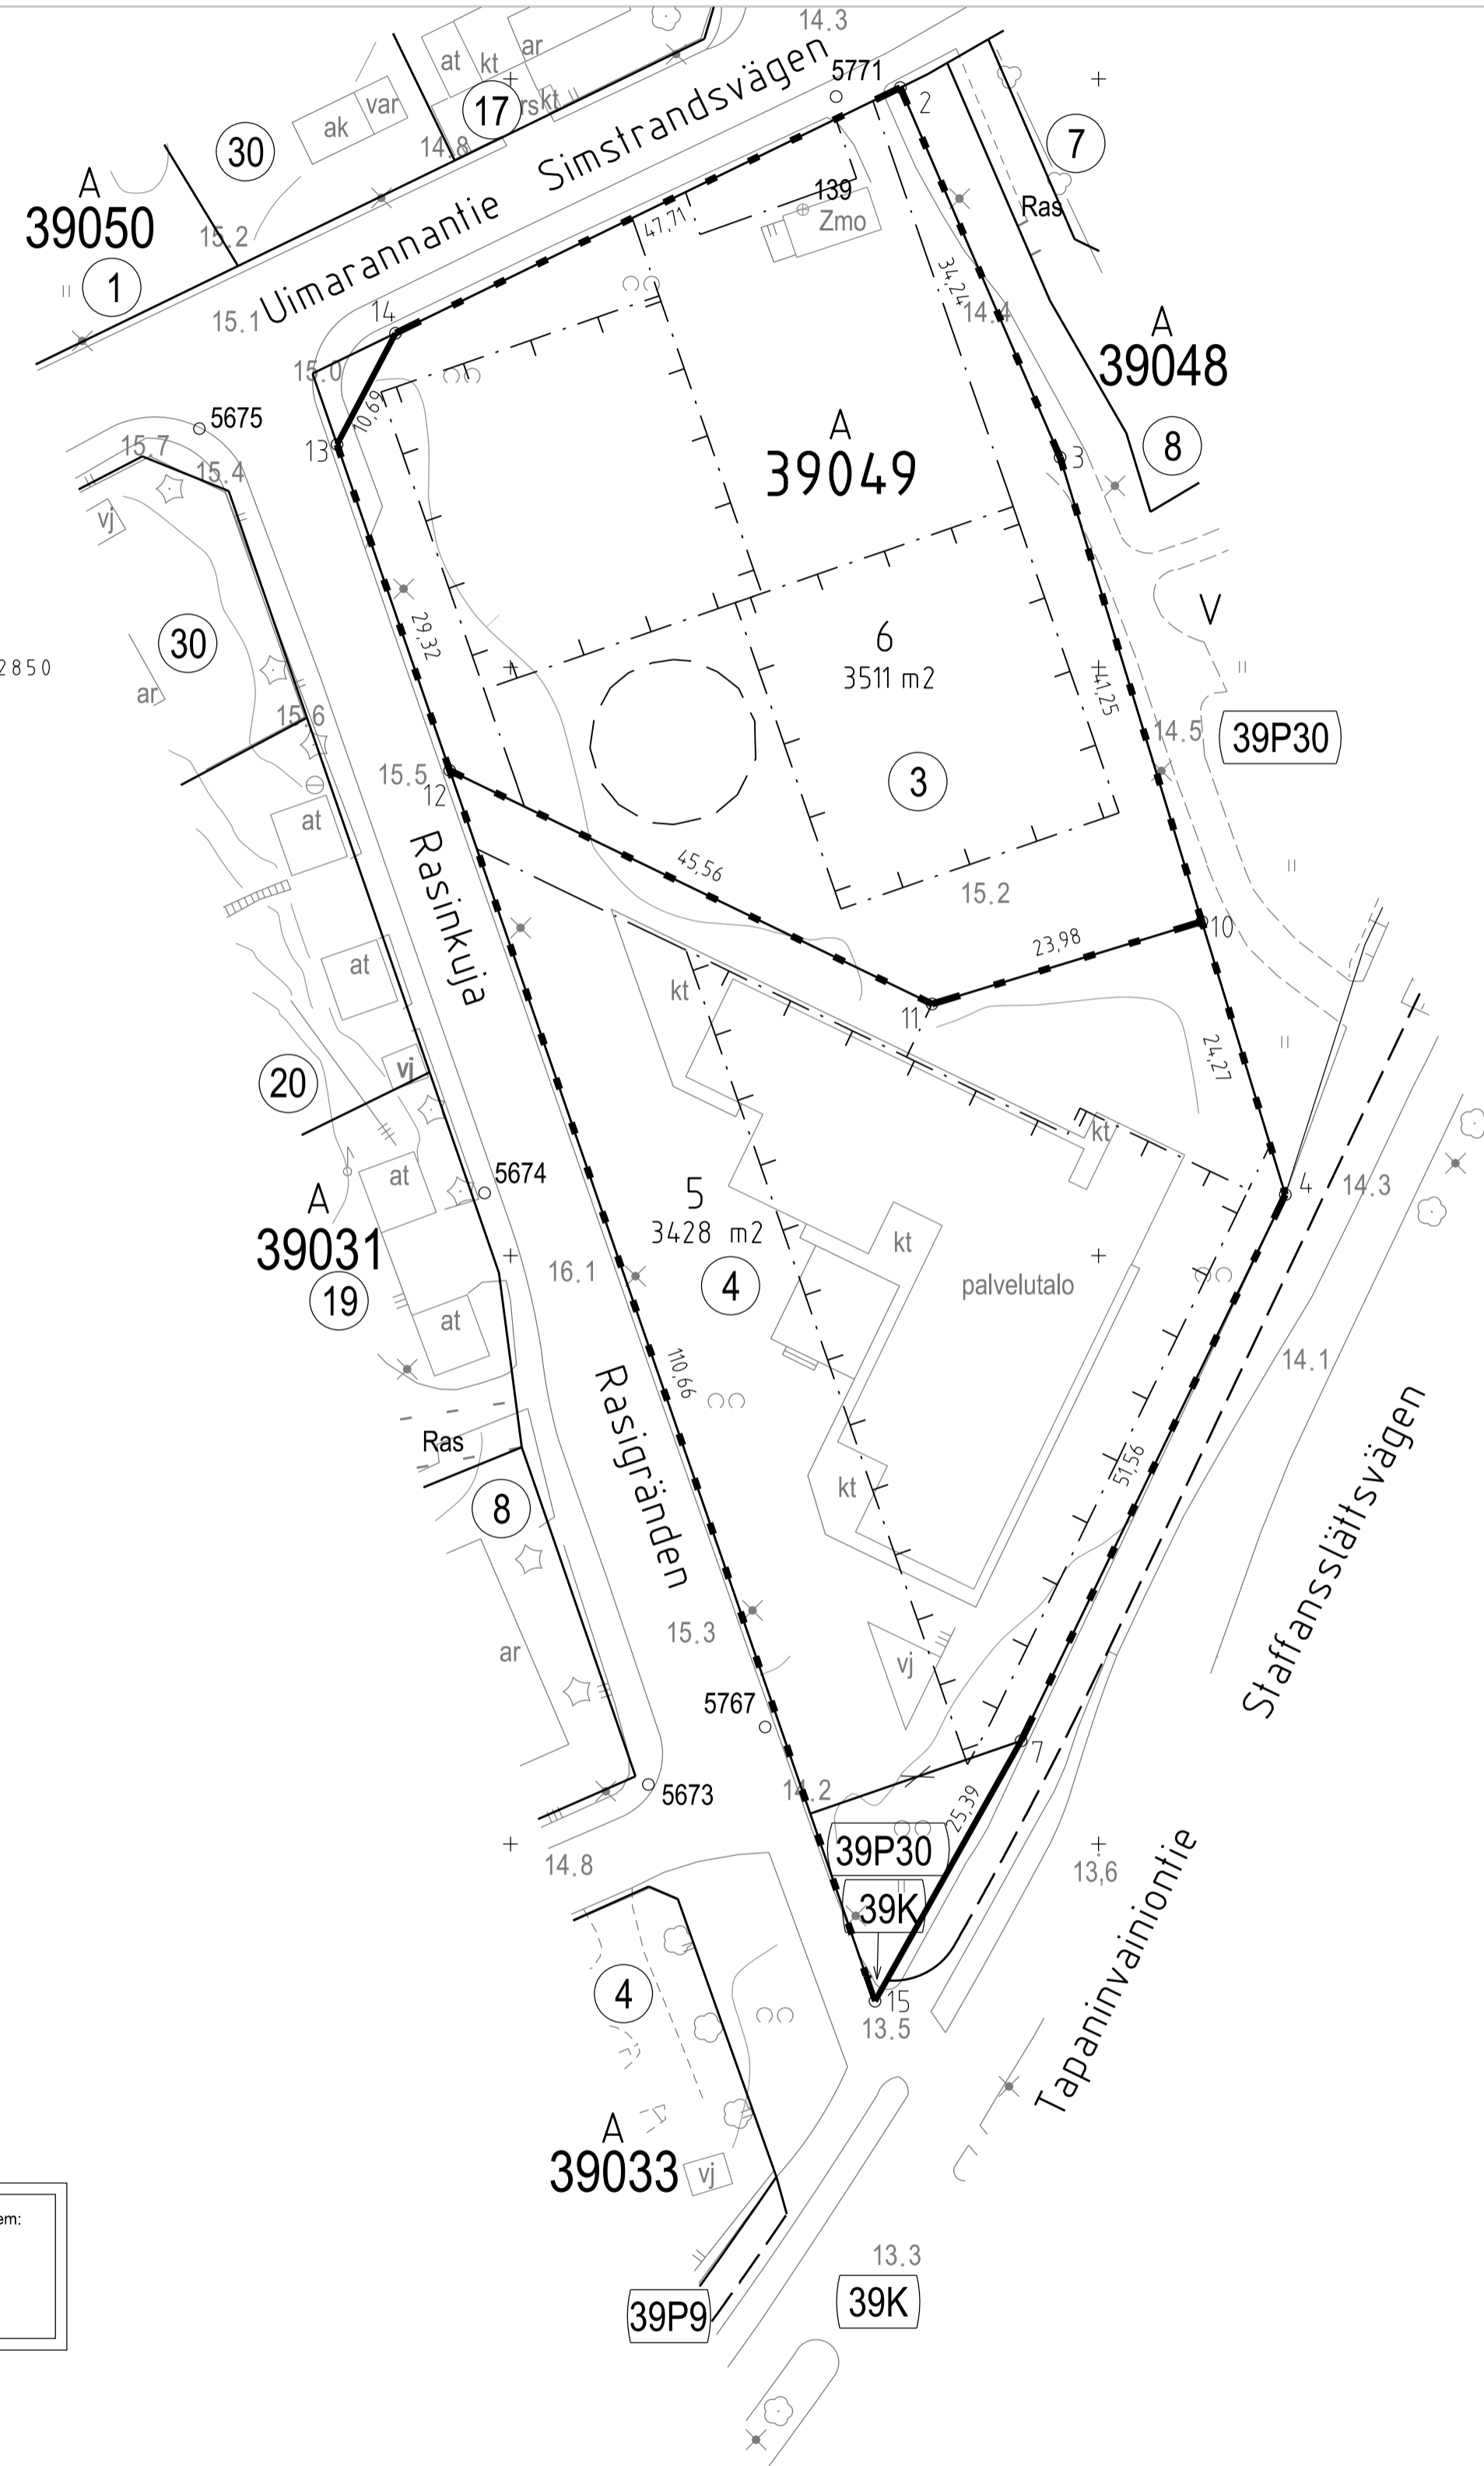 14.3
at
kt
ar
5771
2
17
rskt
var
ak
14.8
30
7
A
39050
15.2
1
Uimarannantie Simstrandsvägen
139
Zmo
Ras
47,71
34,24
14.4
14
15.1
15.0
10,69
13
A
39048
8
A
39049
3
5675
15.7
15.4
vj
30
29,32
V
6
3511 m2
2850
ar
15.6
41,25
14.5
39P30
15.5
12
3
at
Rasinkuja
45,56
15.2
10
23,98
at
kt
11
24,27
vj
20
kt
at
5674
4
14.3
A
39031
5
3428 m2
kt
16.1
4
palvelutalo
19
at
14.1
110,66
Rasigränden
Ras
51,56
kt
8
Staffansslättsvägen
15.3
ar
vj
5767
7
5673
14.2
25,39
39P30
14.8
13,6
39K
4
15
13.5
Tapaninvainiontie
A
39033
vj
em:
13.3
39K
39P9